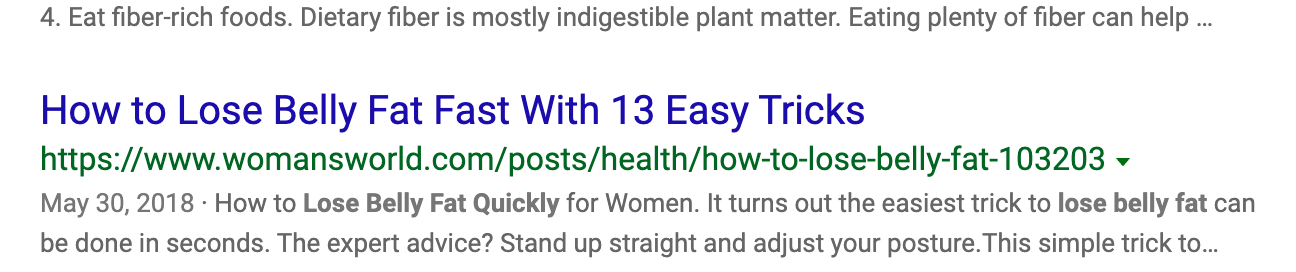 4. Eat fiber-rich foods. Dietary fiber is mostly indigestible plant matter. Eating plenty of fiber can help ...
How to Lose Belly Fat Fast With 13 Easy Tricks
https://www.womansworld.com/posts/health/how-to-lose-belly-fat-103203
May 30, 2018 · How to Lose Belly Fat Quickly for Women. It turns out the easiest trick to lose belly fat can
be done in seconds. The expert advice? Stand up straight and adjust your posture.This simple trick to...